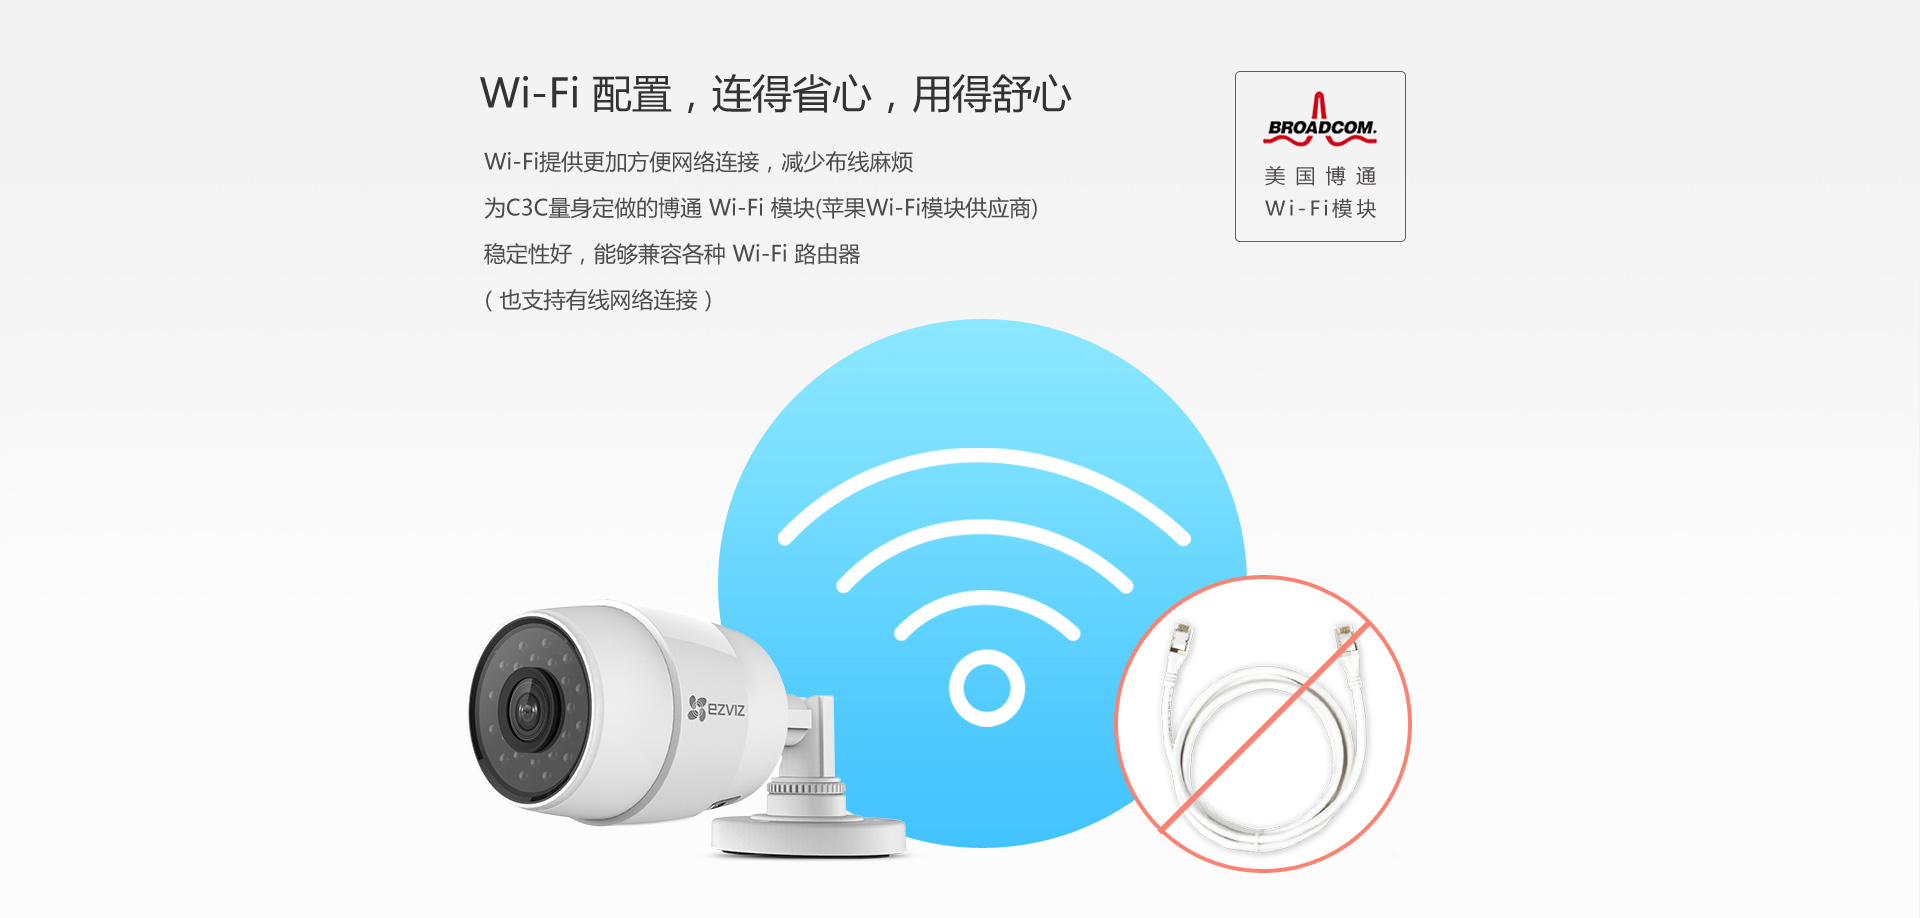 Wi-Fi 配置，连得省心，用得舒心
Wi-Fi提供更加方便网络连接，减少布线麻烦
为C3C量身定做的博通 Wi-Fi 模块(苹果Wi-Fi模块供应商)
稳定性好，能够兼容各种 Wi-Fi 路由器
（也支持有线网络连接）
BROADCOM.
美国博通
Wi-Fi模块
ezviz